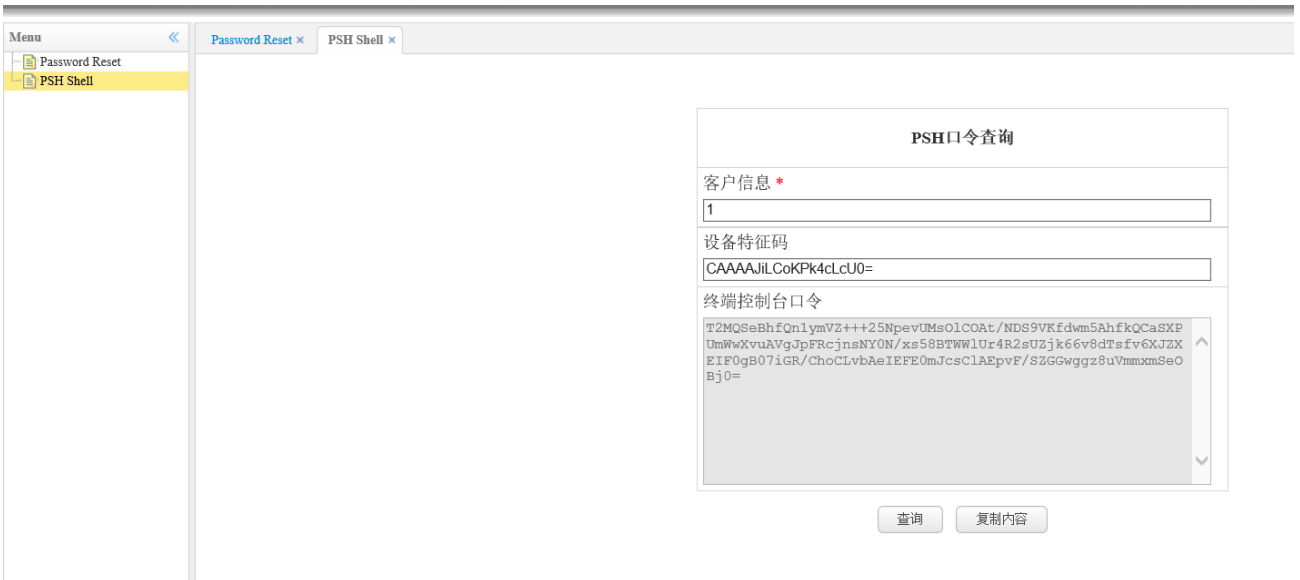 Menu
Password Reset
PSH Shell
Password Reset ×
PSH Shell ×
PSH口令查询
客户信息 *
1
设备特征码
CAAAAJiLCoKPk4cLcU0=
终端控制台口令
T2MQSeBhfQn1ymVZ+++25NpevUMsOlCOAt/NDS9VKfdwm5AhfkQCaSXP
UmWwXvuAVgJpFRcjnsNY0N/xs58BTWWlUr4R2sUZjk66v8dTsfv6XJZX
EIF0gB07iGR/ChoCLvbAeIEFE0mJcsClAEpvF/SZGGwggz8uVmmxmSeO
Bj0=
查询
复制内容